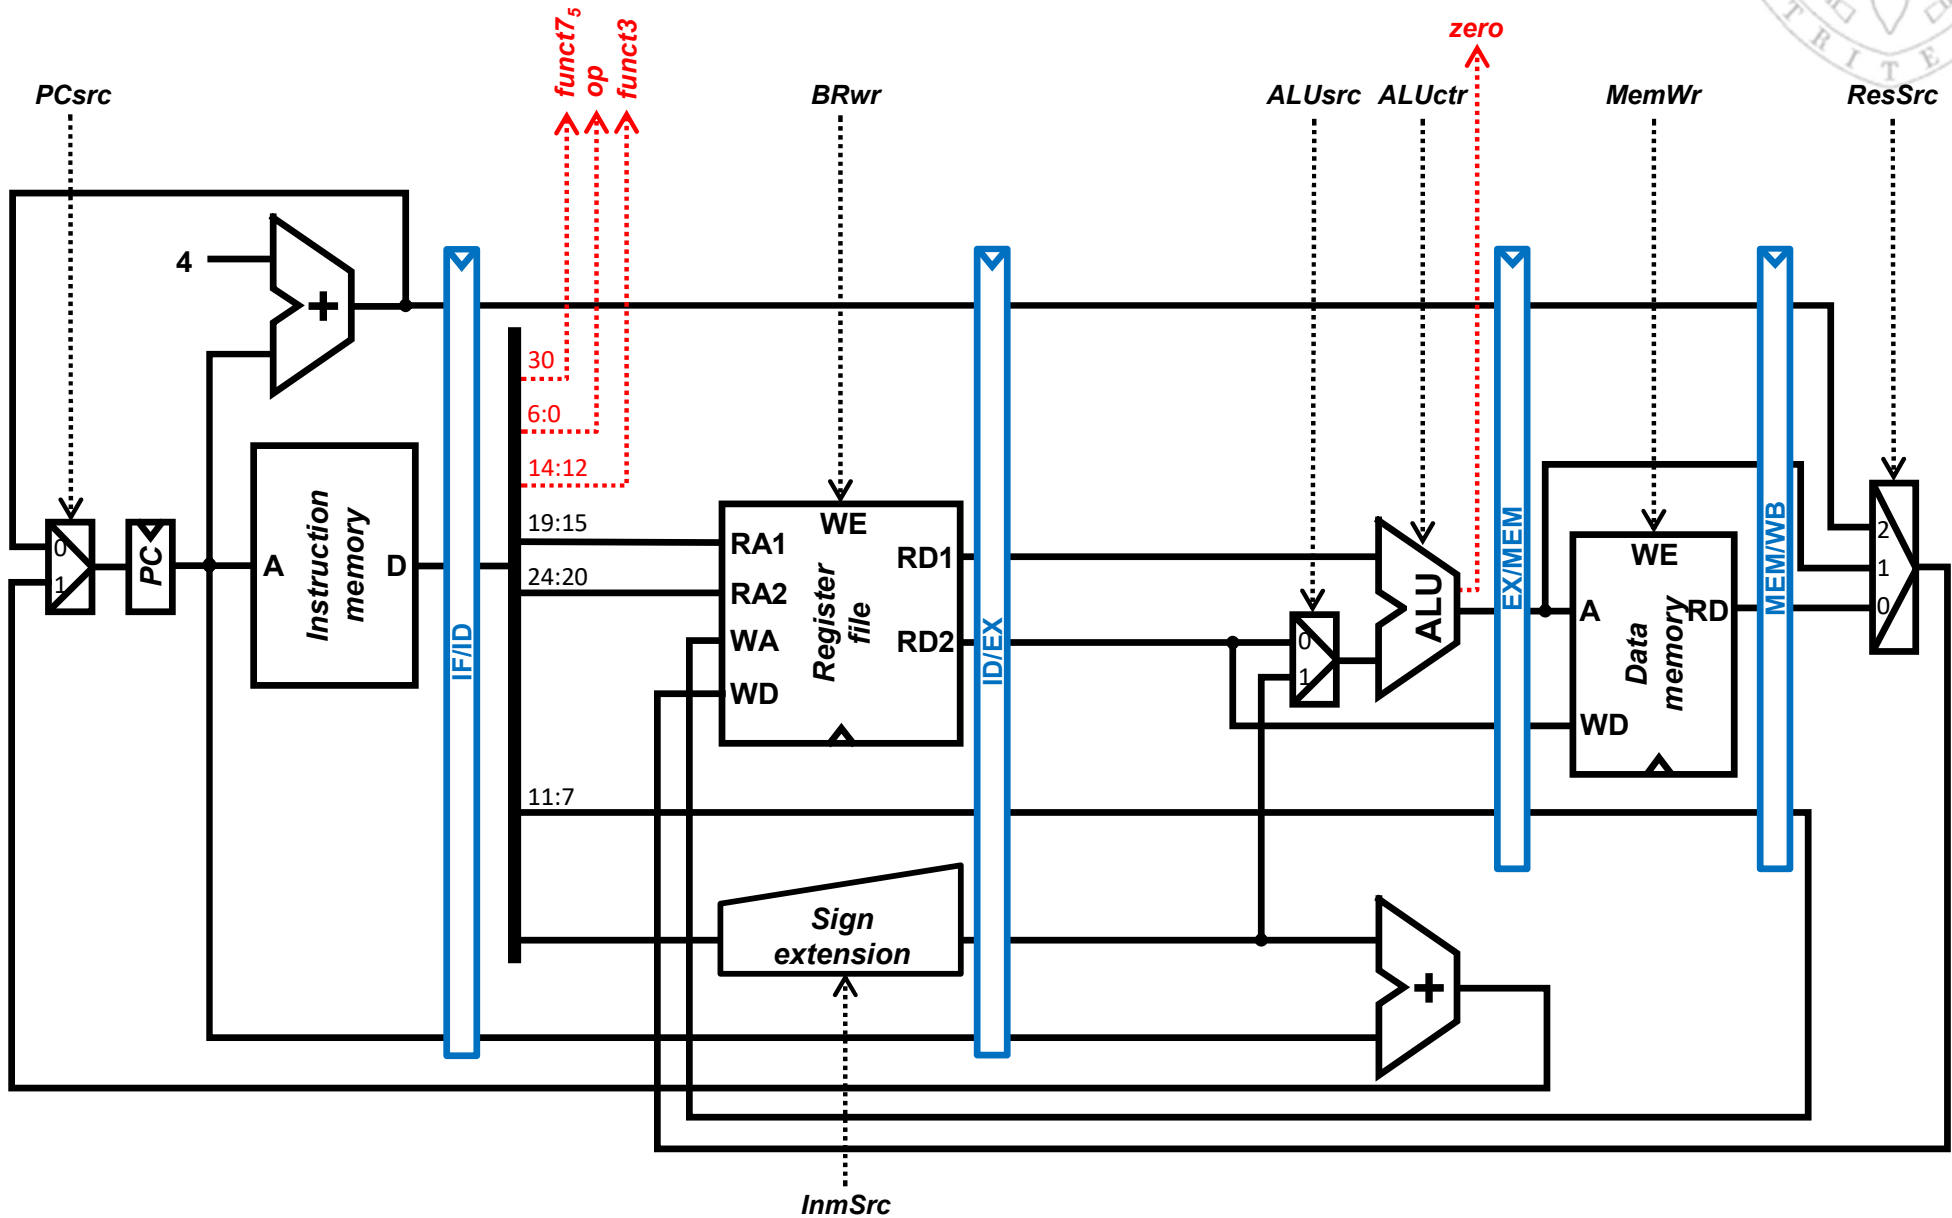 funct7₅
op
funct3
zero
PCsrc
BRwr
ALUsrc
ALUctr
MemWr
ResSrc
4
+
30
6:0
14:12
19:15
24:20
11:7
0
1
PC
A
Instruction
memory
D
IF/ID
WE
RA1
RA2
WA
WD
Register
file
RD1
RD2
ID/EX
0
1
ALU
EX/MEM
WE
A
RD
Data
memory
WD
MEM/WB
2
1
0
Sign
extension
+
InmSrc
T R I T E